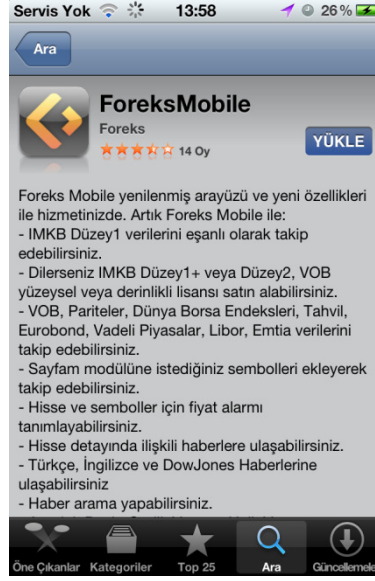 Servis Yok 13:58 26%
Ara
ForeksMobile
Foreks
14 Oy
YÜKLE
Foreks Mobile yenilenmiş arayüzü ve yeni özellikleri
ile hizmetinizde. Artık Foreks Mobile ile:
- IMKB Düzey1 verilerini eşanlı olarak takip
edebilirsiniz.
- Dilerseniz IMKB Düzey1+ veya Düzey2, VOB
yüzeysel veya derinlikli lisansı satın alabilirsiniz.
- VOB, Pariteler, Dünya Borsa Endeksleri, Tahvil,
Eurobond, Vadeli Piyasalar, Libor, Emtia verilerini
takip edebilirsiniz.
- Sayfam modülüne istediğiniz sembolleri ekleyerek
takip edebilirsiniz.
- Hisse ve semboller için fiyat alarmı
tanımlayabilirsiniz.
- Hisse detayında ilişkili haberlere ulaşabilirsiniz.
- Türkçe, İngilizce ve DowJones Haberlerine
ulaşabilirsiniz
- Haber arama yapabilirsiniz.
Öne Çıkanlar Kategoriler Top 25 Ara Güncellemele